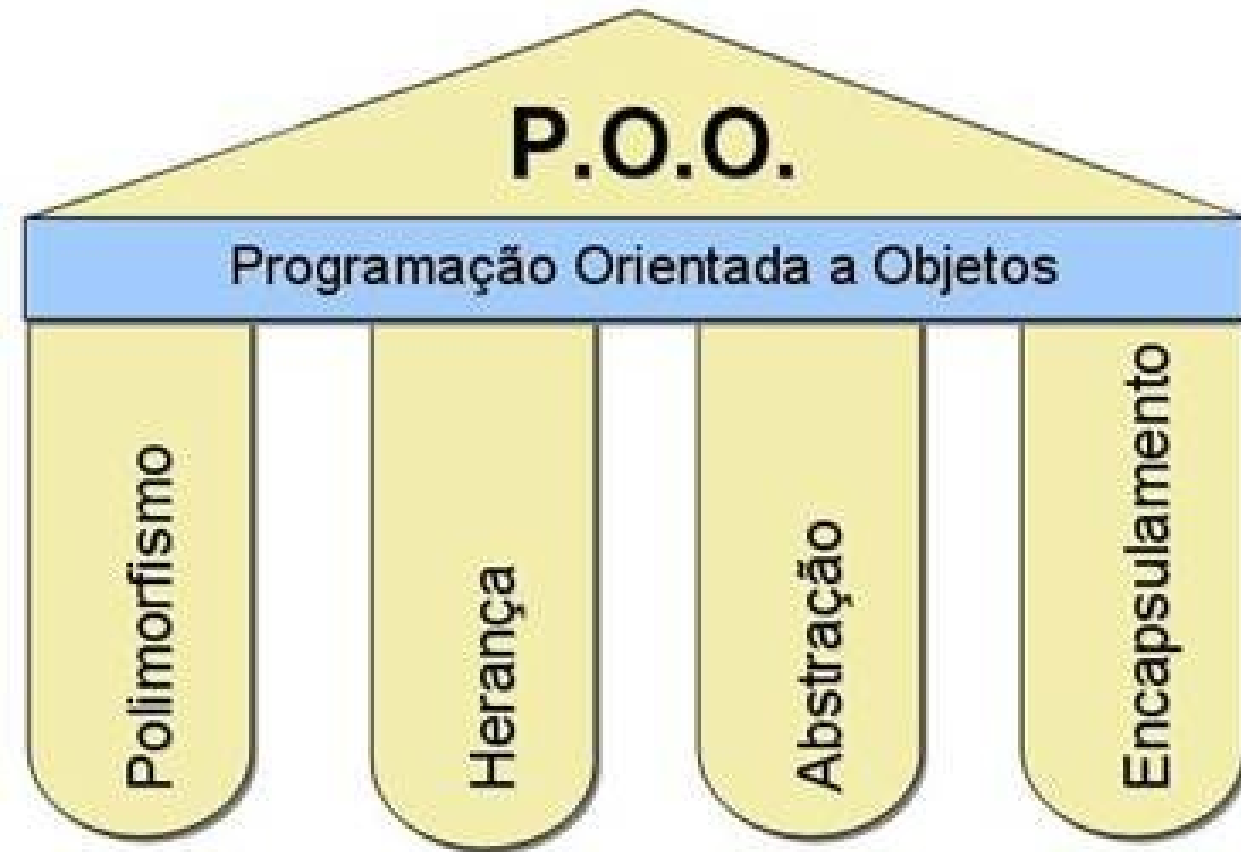 P.O.O.
Programação Orientada a Objetos
Polimorfismo
Herança
Abstração
Encapsulamento